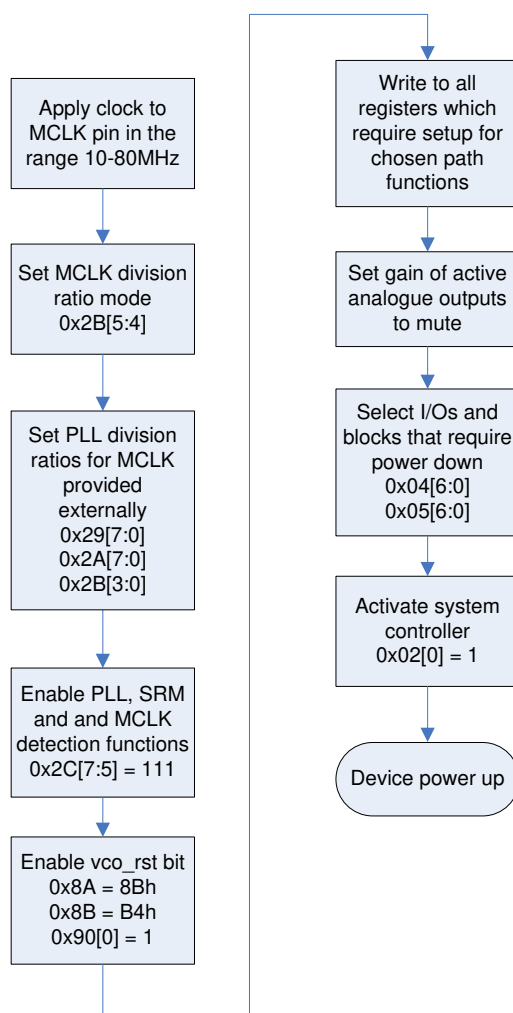 Apply clock to
MCLK pin in the
range 10-80MHz
Set MCLK division
ratio mode
0x2B[5:4]
Set PLL division
ratios for MCLK
provided
externally
0x29[7:0]
0x2A[7:0]
0x2B[3:0]
Enable PLL, SRM
and and MCLK
detection functions
0x2C[7:5] = 111
Enable vco_rst bit
0x8A = 8Bh
0x8B = B4h
0x90[0] = 1
Write to all
registers which
require setup for
chosen path
functions
Set gain of active
analogue outputs
to mute
Select I/Os and
blocks that require
power down
0x04[6:0]
0x05[6:0]
Activate system
controller
0x02[0] = 1
Device power up